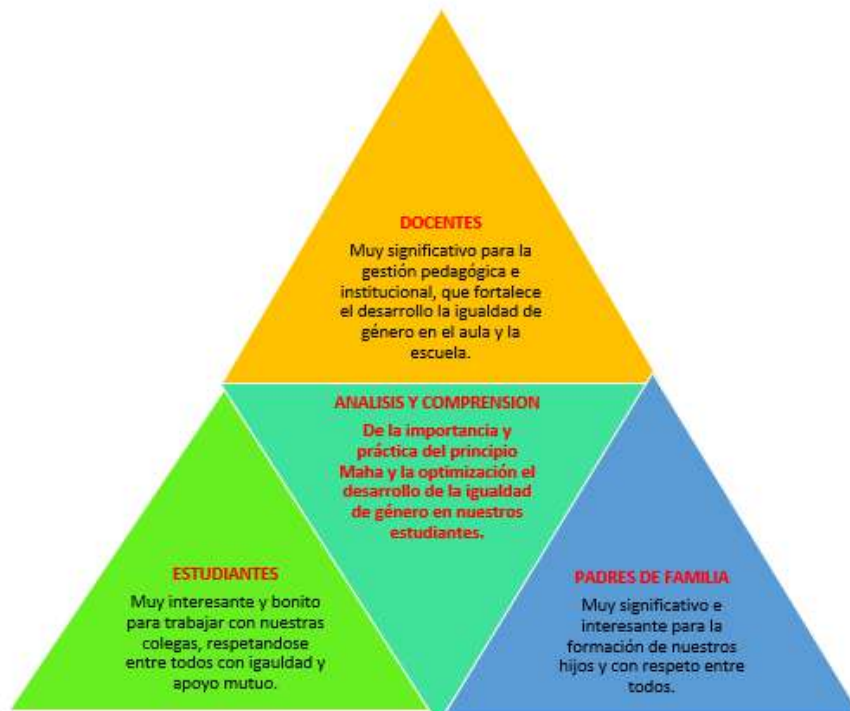 DOCENTES
Muy significativo para la
gestión pedagógica e
institucional, que fortalece
el desarrollo la igualdad de
género en el aula y la
escuela.
ANALISIS Y COMPRENSION
De la importancia y
práctica del principio
Maha y la optimización el
desarrollo de la igualdad
de género en nuestros
estudiantes.
ESTUDIANTES
Muy interesante y bonito
para trabajar con nuestras
colegas, respetandose
entre todos con igauldad y
apoyo mutuo.
PADRES DE FAMILIA
Muy significativo e
interesante para la
formación de nuestros
hijos y con respeto entre
todos.